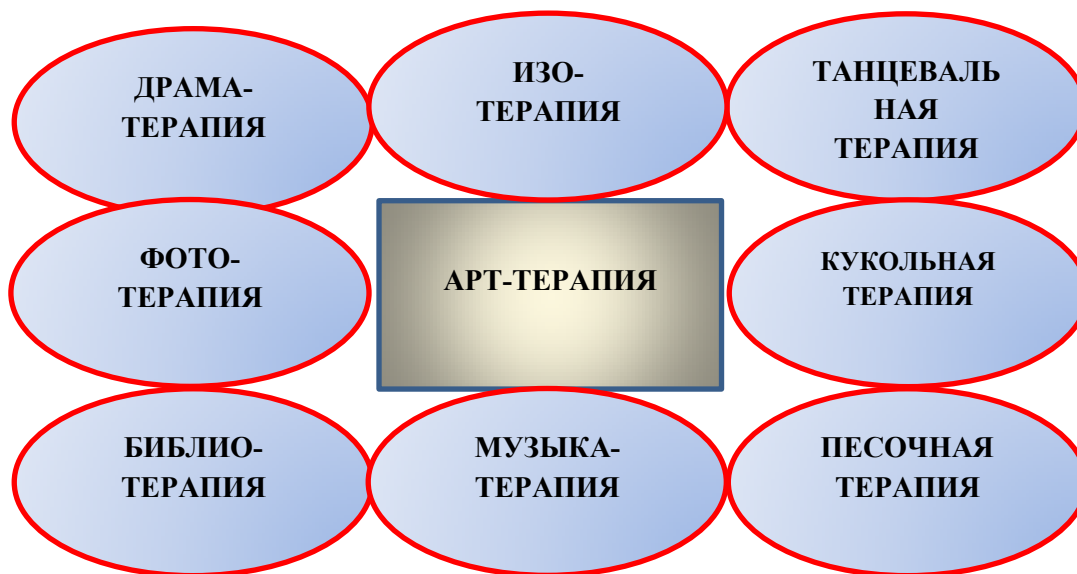 ДРАМА-
ТЕРАПИЯ
ИЗО-
ТЕРАПИЯ
ТАНЦЕВАЛЬ
НАЯ
ТЕРАПИЯ
ФОТО-
ТЕРАПИЯ
АРТ-ТЕРАПИЯ
КУКОЛЬНАЯ
ТЕРАПИЯ
БИБЛИО-
ТЕРАПИЯ
МУЗЫКА-
ТЕРАПИЯ
ПЕСОЧНАЯ
ТЕРАПИЯ